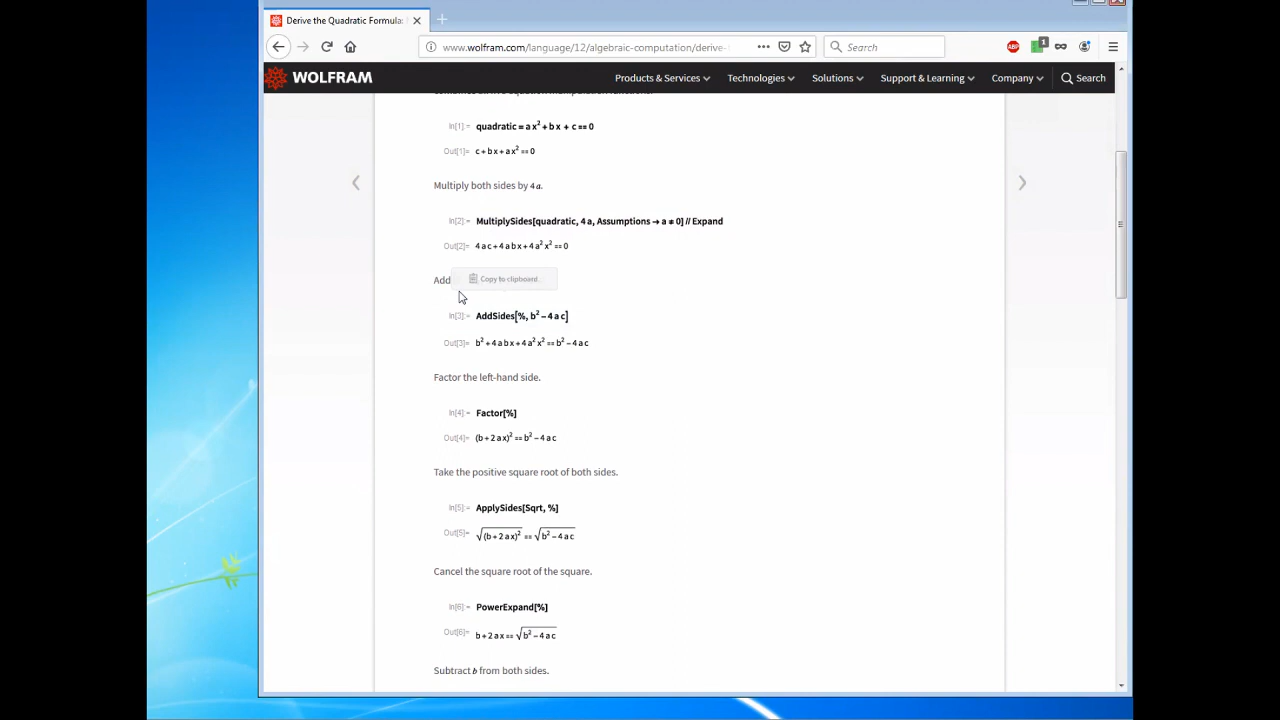 Derive the Quadratic Formula:
www.wolfram.com/language/12/algebraic-computation/derive-
Search
ABP
1
WOLFRAM
Products & Services
Technologies
Solutions
Support & Learning
Company
Search
In[1]:= quadratic = a x² + b x + c == 0
Out[1]= c + b x + a x² == 0
Multiply both sides by 4 a.
In[2]:= MultiplySides[quadratic, 4 a, Assumptions → a ≠ 0] // Expand
Out[2]= 4 a c + 4 a b x + 4 a² x² == 0
Add
Copy to clipboard.
In[3]:= AddSides[%, b² – 4 a c]
Out[3]= b² + 4 a b x + 4 a² x² == b² – 4 a c
Factor the left-hand side.
In[4]:= Factor[%]
Out[4]= (b + 2 a x)² == b² – 4 a c
Take the positive square root of both sides.
In[5]:= ApplySides[Sqrt, %]
Out[5]= √(b + 2 a x)² == √b² – 4 a c
Cancel the square root of the square.
In[6]:= PowerExpand[%]
Out[6]= b + 2 a x == √b² – 4 a c
Subtract b from both sides.